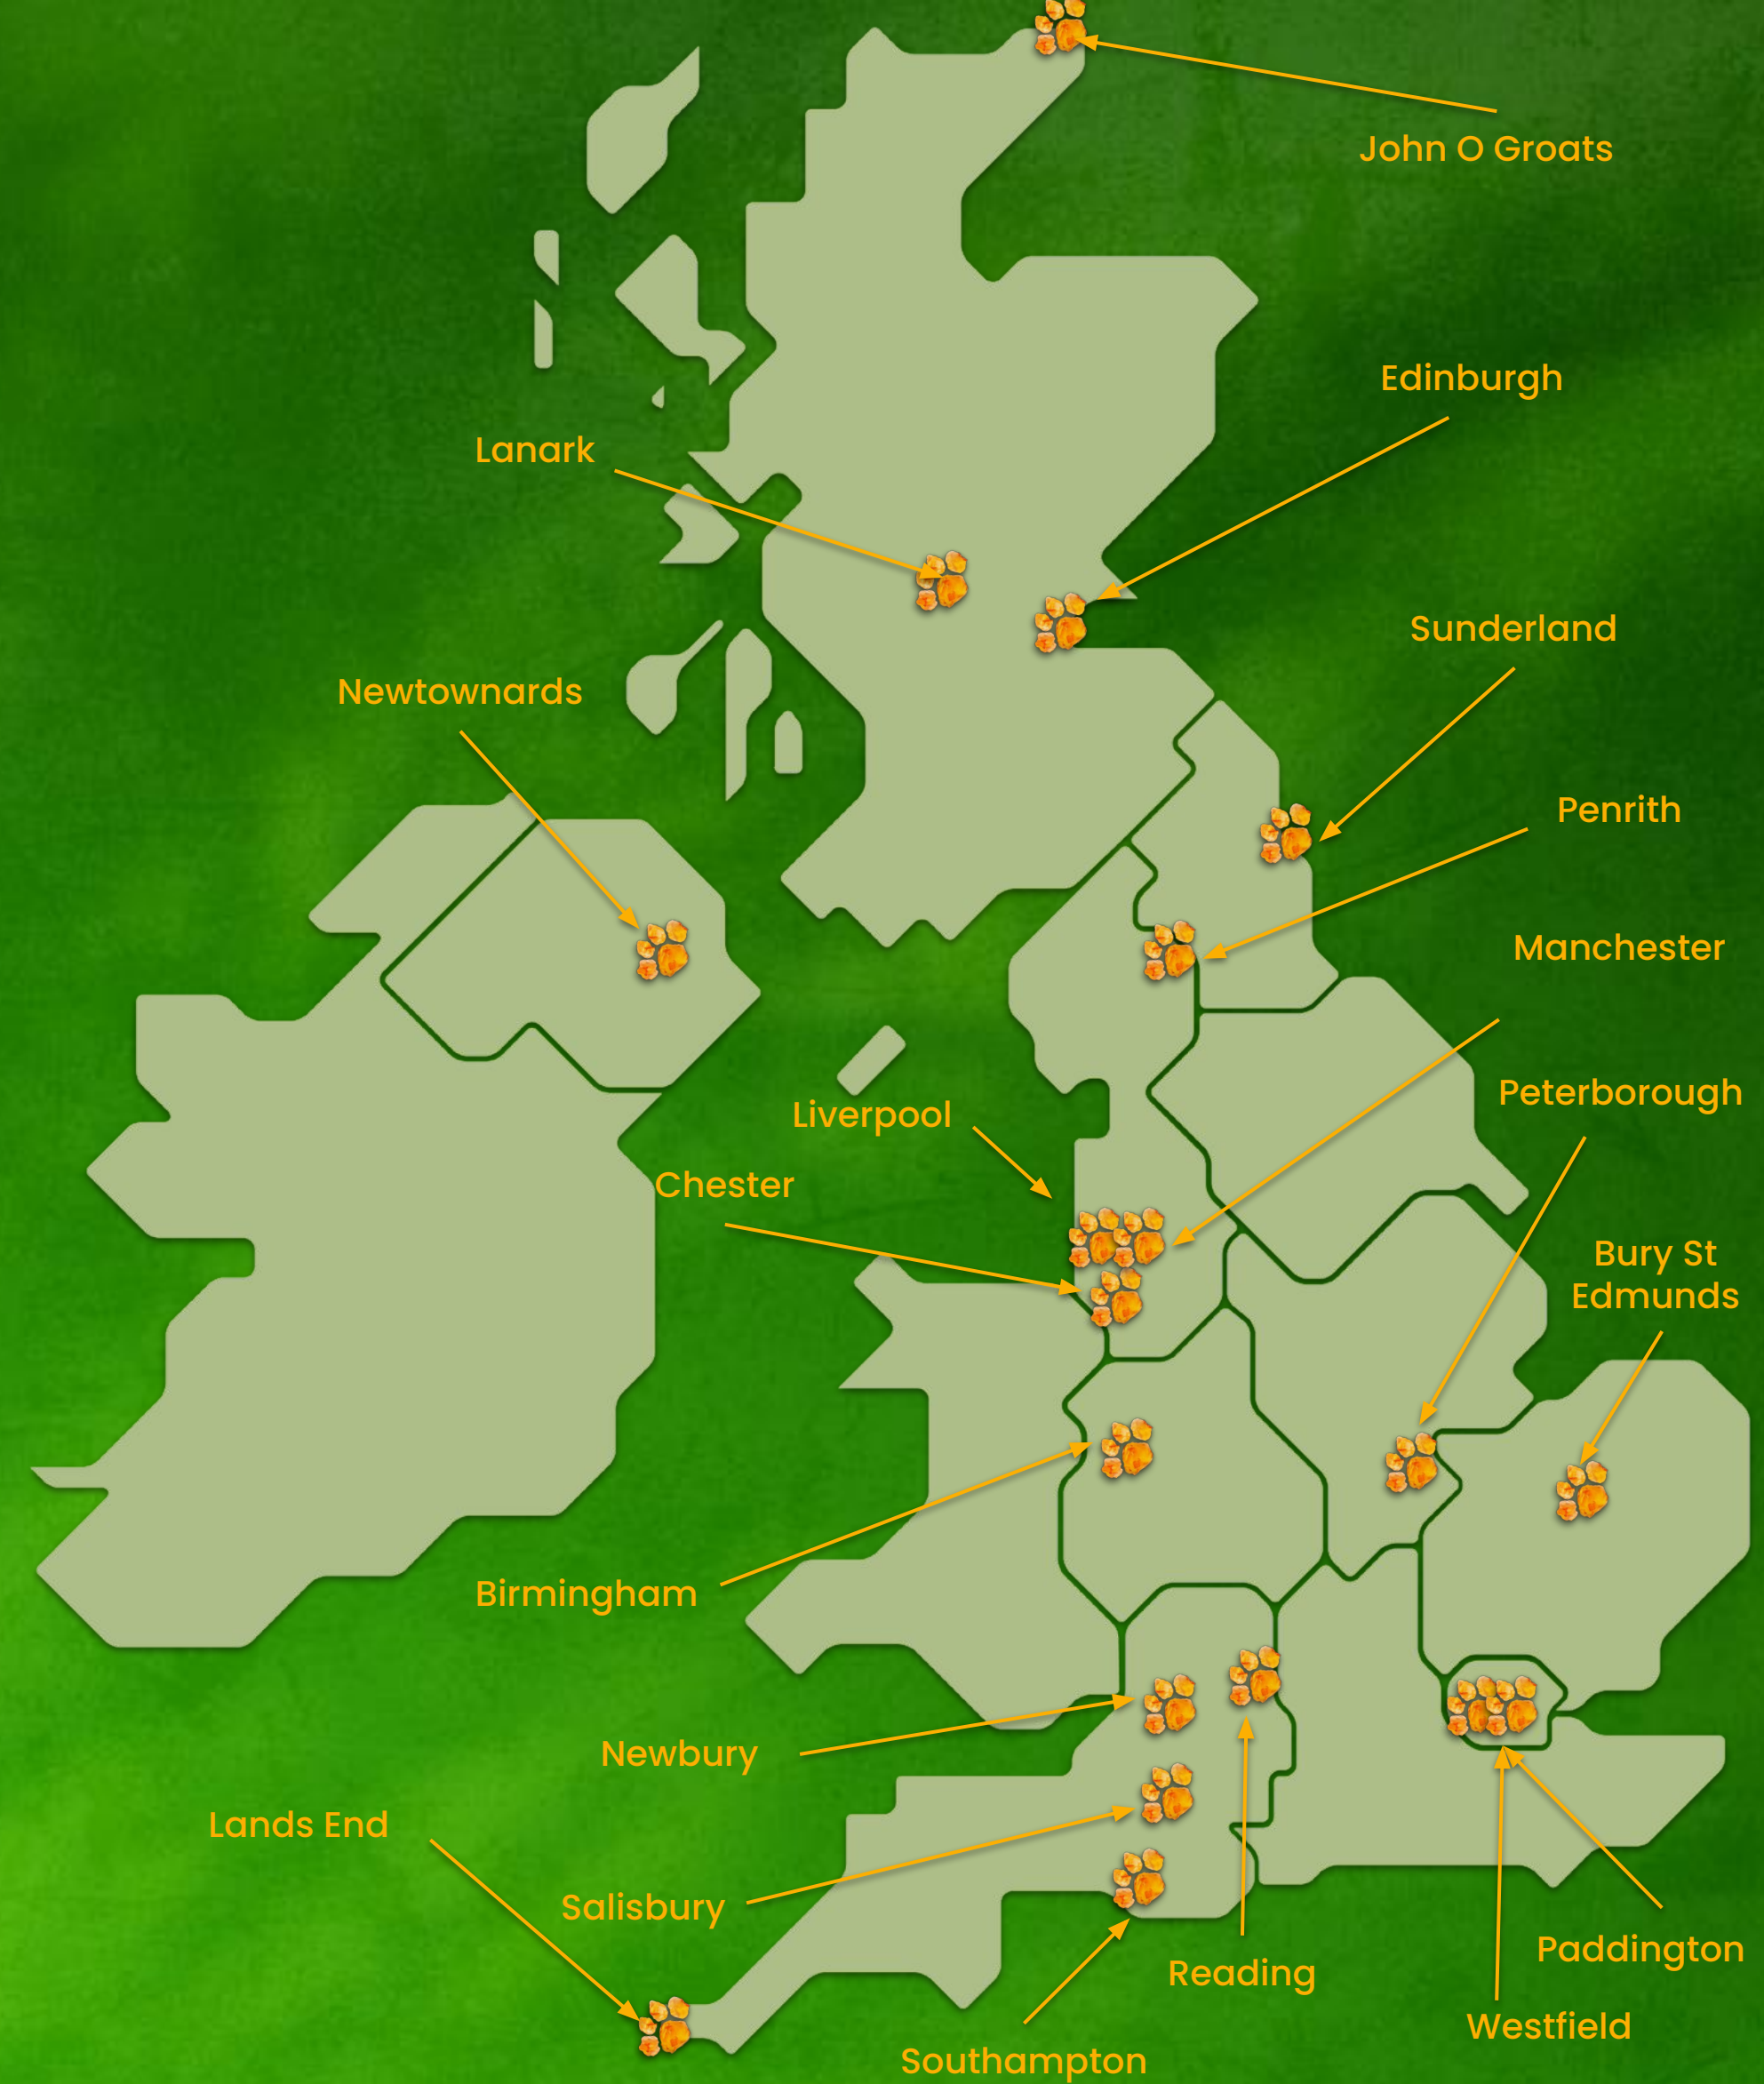 John O Groats
Edinburgh
Lanark
Sunderland
Newtownards
Penrith
Manchester
Peterborough
Liverpool
Chester
Bury St
Edmunds
Birmingham
Newbury
Lands End
Salisbury
Paddington
Reading
Westfield
Southampton